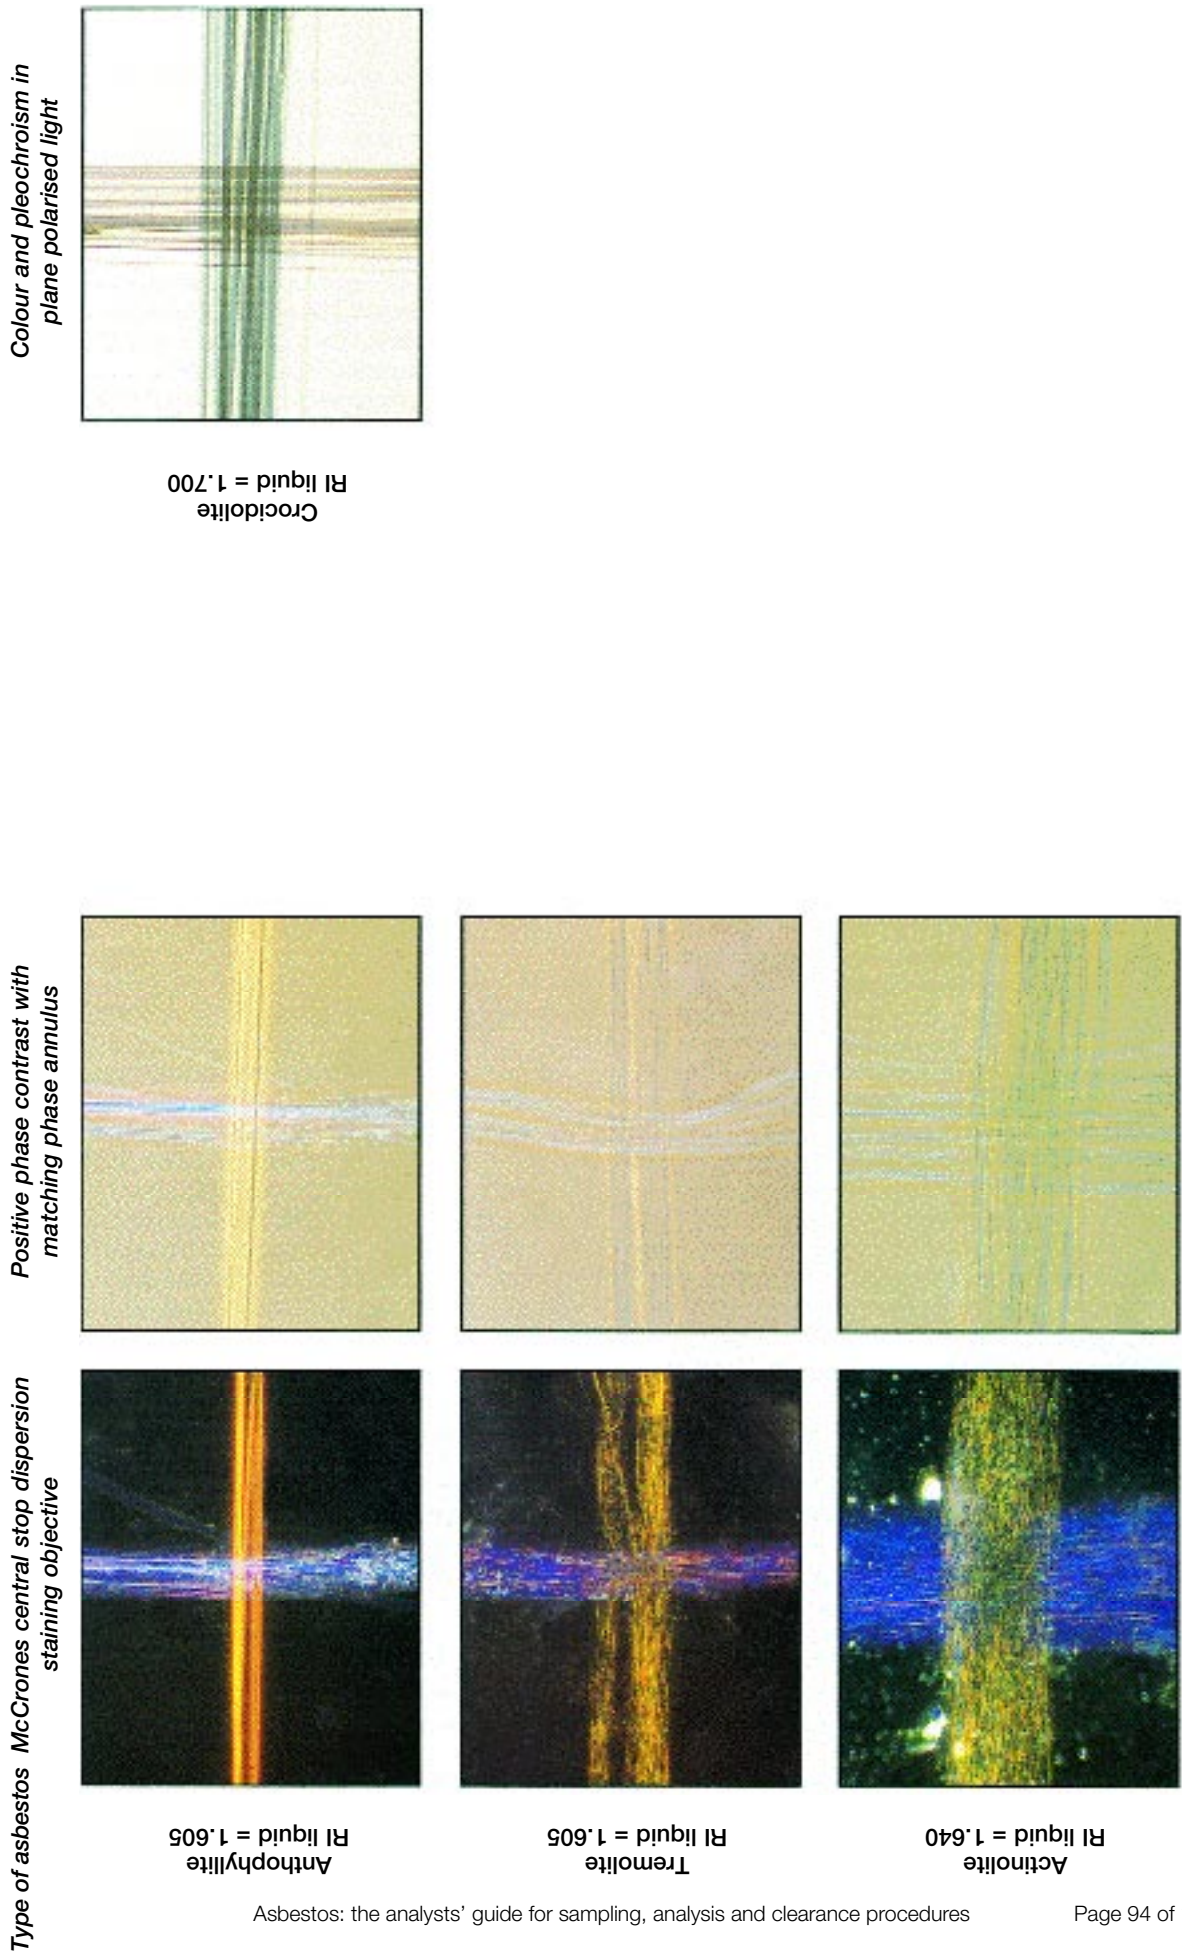 Type of asbestos
McCrones central stop dispersion
staining objective
Positive phase contrast with
matching phase annulus
Colour and pleochroism in
plane polarised light
Anthophyllite
RI liquid = 1.605
Crocidolite
RI liquid = 1.700
Tremolite
RI liquid = 1.605
Actinolite
RI liquid = 1.640
Asbestos: the analysts’ guide for sampling, analysis and clearance procedures
Page 94 of